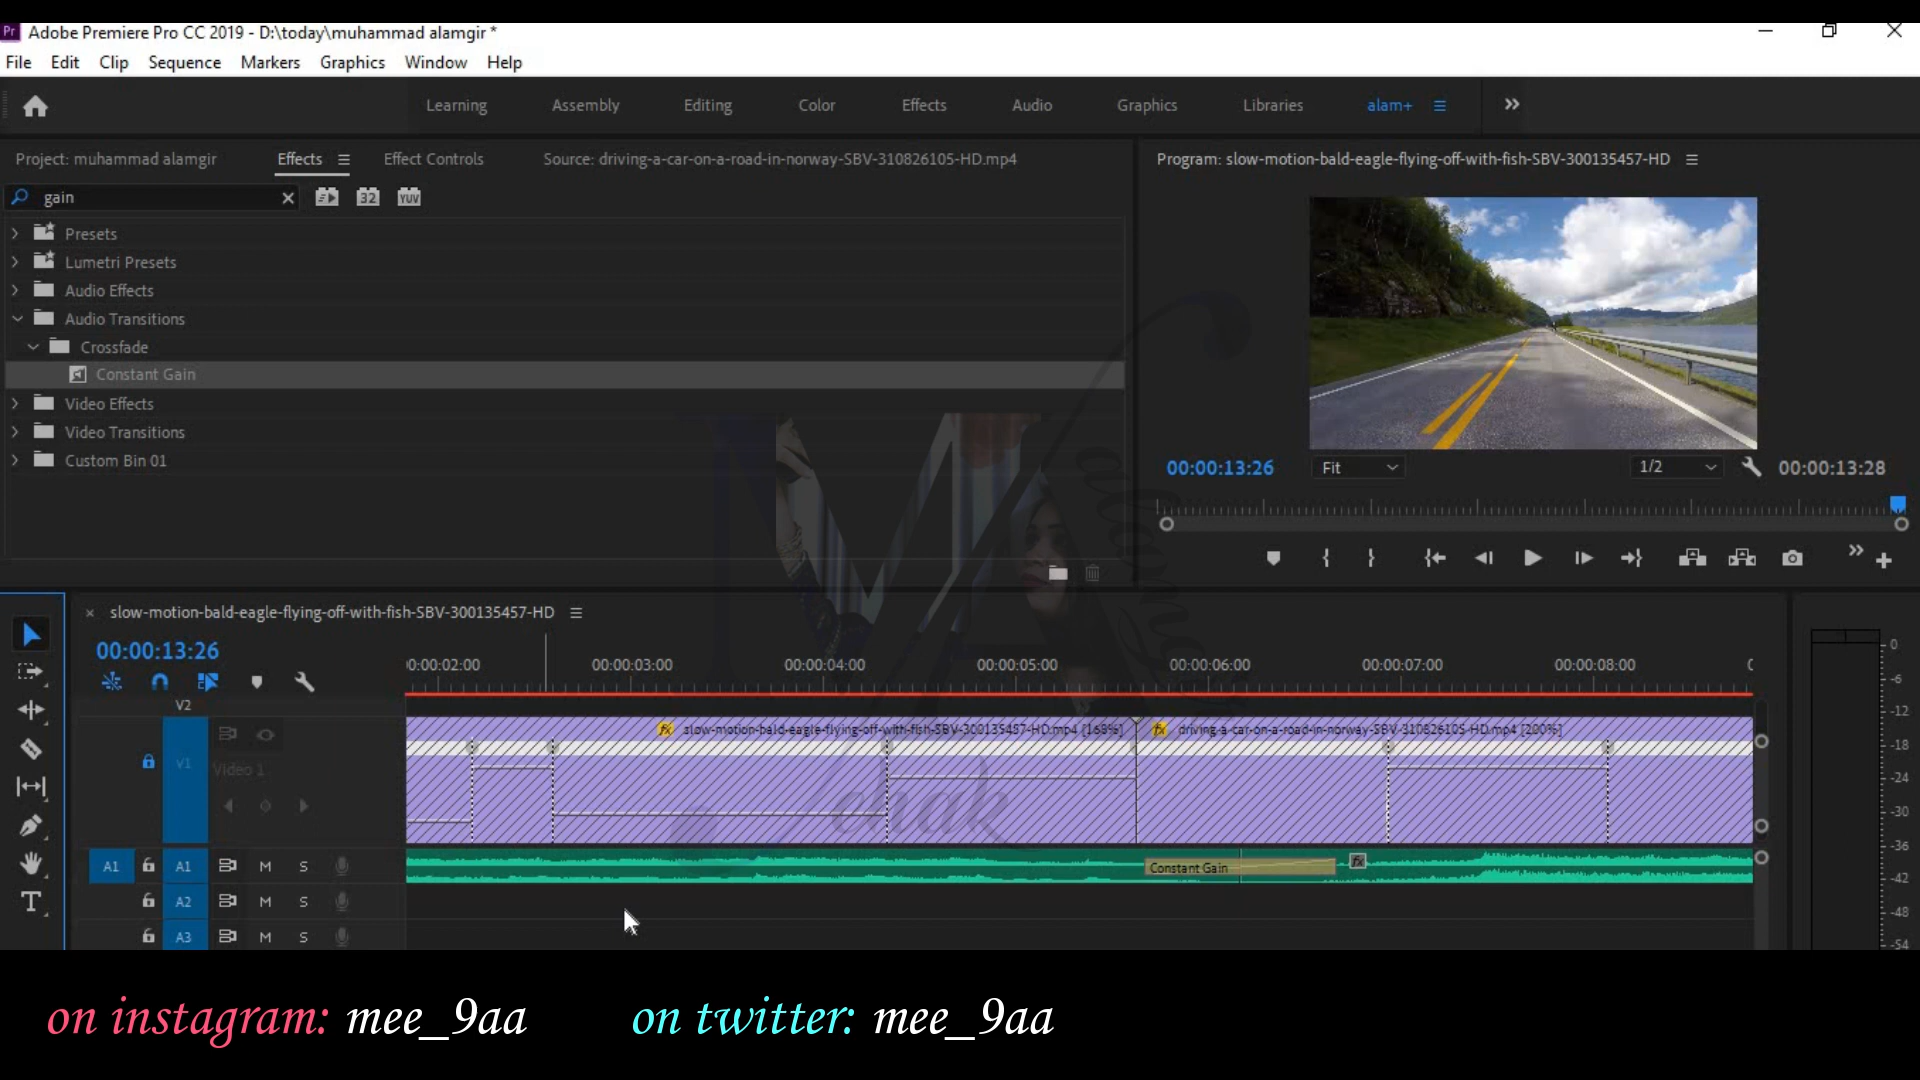 Pr Adobe Premiere Pro CC 2019 - D:\today\muhammad alamgir *
File Edit Clip Sequence Markers Graphics Window Help
Learning Assembly Editing Color Effects Audio Graphics Libraries alam+
Project: muhammad alamgir Effects Effect Controls Source: driving-a-car-on-a-road-in-norway-SBV-310826105-HD.mp4
Program: slow-motion-bald-eagle-flying-off-with-fish-SBV-300135457-HD
gain 32 YUV
Presets
Lumetri Presets
Audio Effects
Audio Transitions
Crossfade
Constant Gain
Video Effects
Video Transitions
Custom Bin 01
00:00:13:26 Fit 1/2 00:00:13:28
slow-motion-bald-eagle-flying-off-with-fish-SBV-300135457-HD
00:00:13:26
00:00:03:00 00:00:04:00 00:00:05:00 00:00:06:00 00:00:07:00 00:00:08:00
V2
fx slow-motion-bald-eagle-flying-off-with-fish-SBV-300135457-HD.mp4 [168%] fx driving-a-car-on-a-road-in-norway-SBV-310826105-HD.mp4 [200%]
V1 Video 1
chak
A1 A1 M S Constant Gain fx
A2 M S
A3 M S
0
-6
-12
-18
-24
-30
-36
-42
-48
-54
on instagram: mee_9aa on twitter: mee_9aa